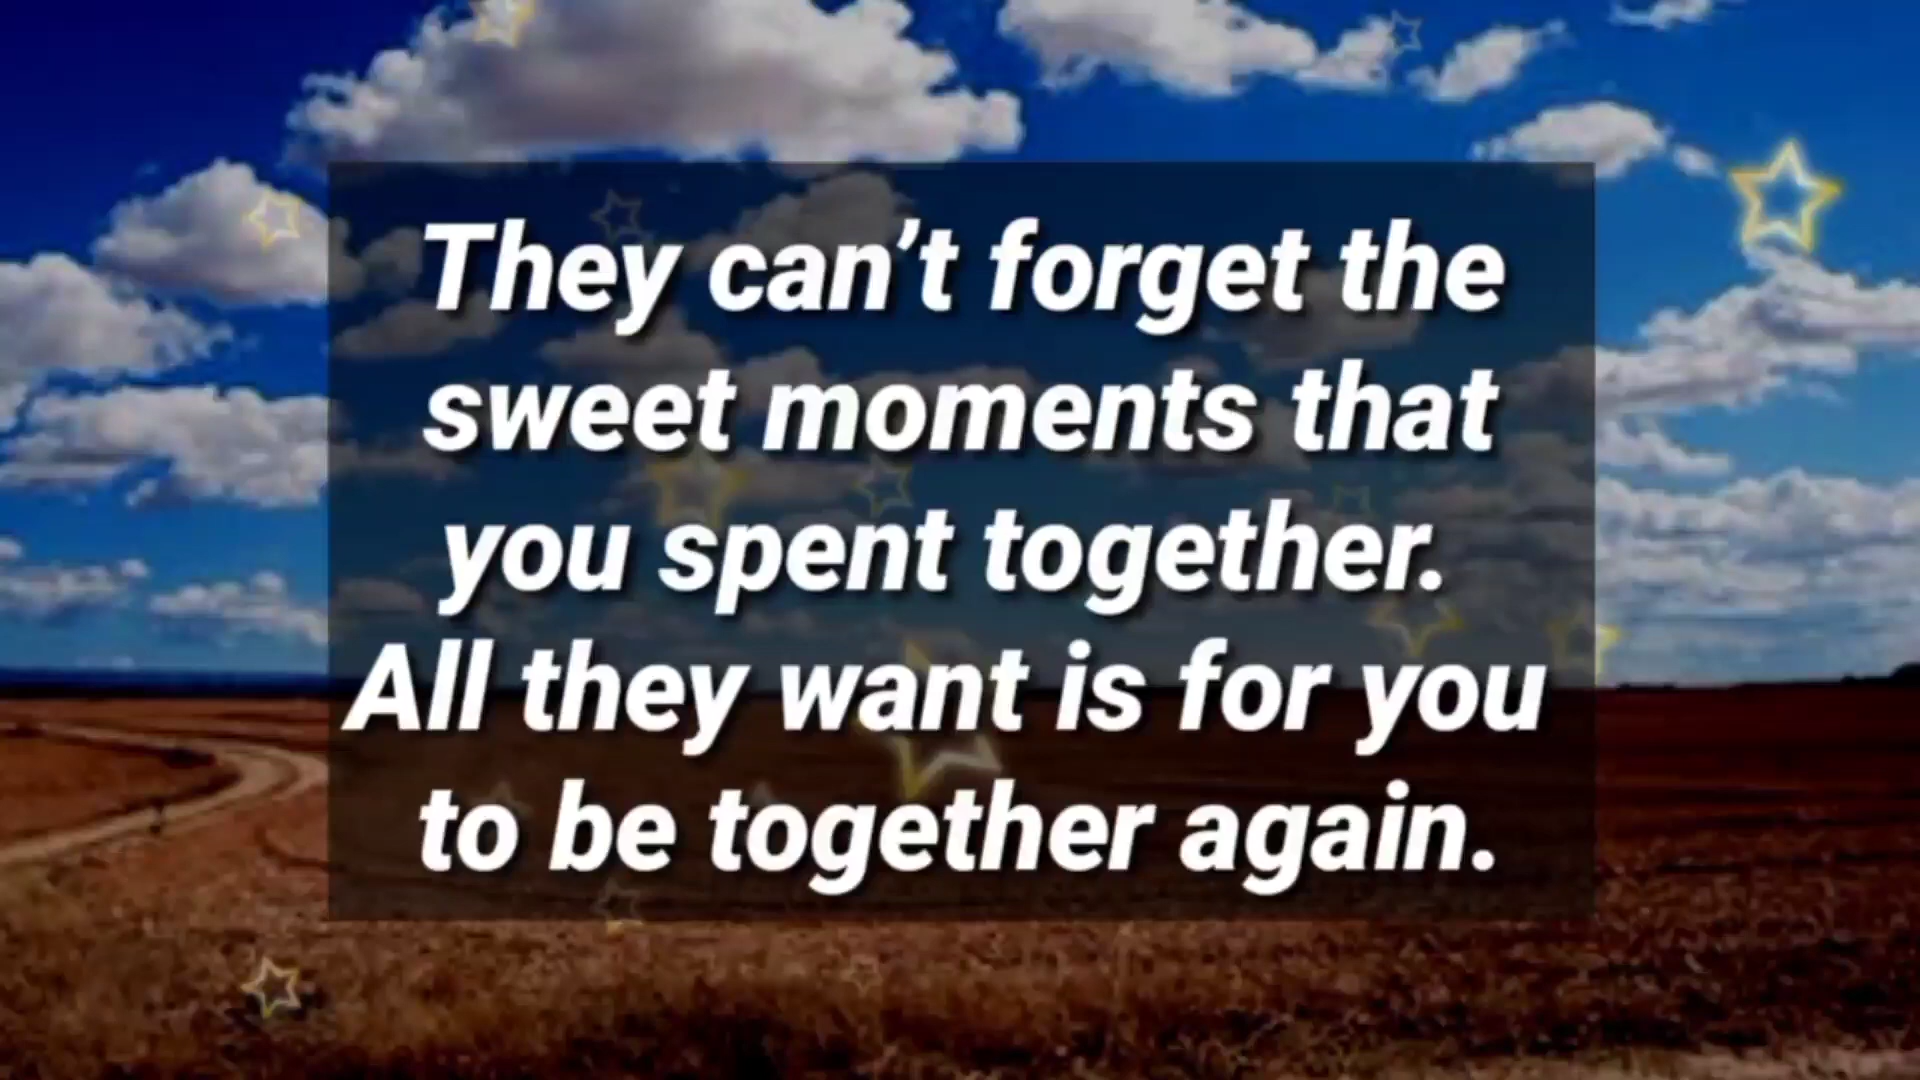 They can’t forget the
sweet moments that
you spent together.
All they want is for you
to be together again.